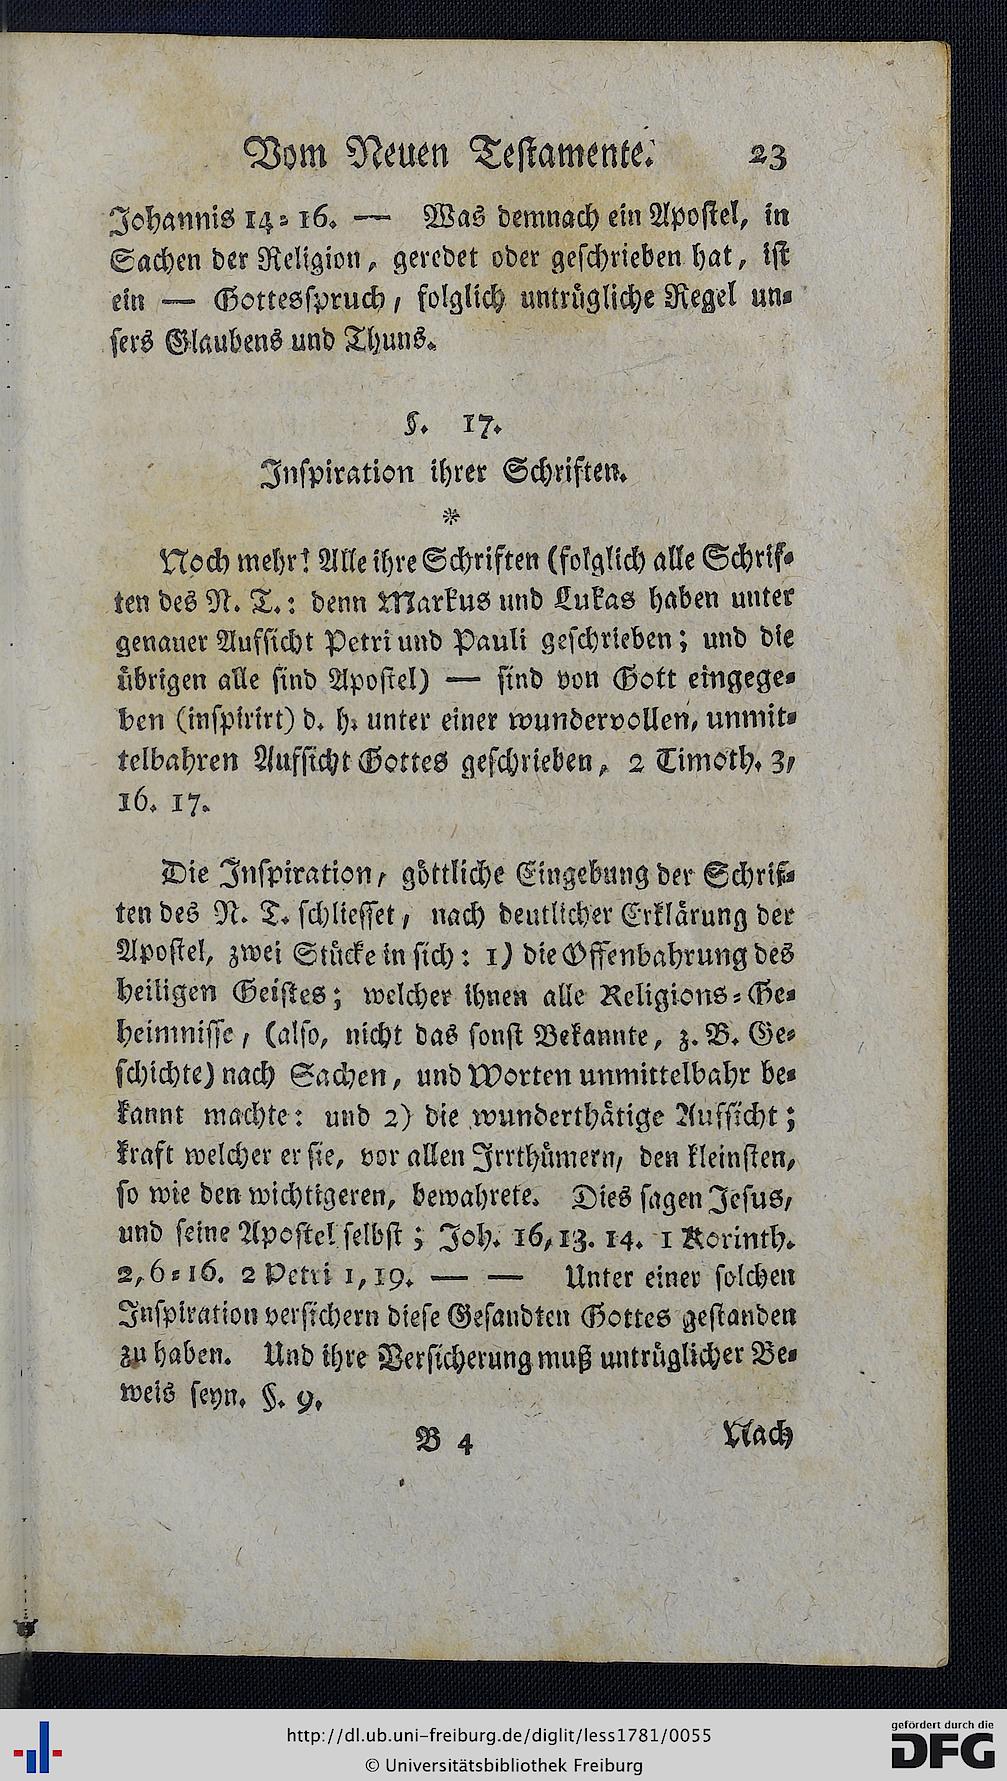 Vom Neuen Testamente. 23
Johannis 14=16. — Was demnach ein Apostel, in
Sachen der Religion, geredet oder geschrieben hat, ist
ein — Gottesspruch, folglich untrügliche Regel un=
sers Glaubens und Thuns.
§. 17.
Inspiration ihrer Schriften.
*
Noch mehr! Alle ihre Schriften (folglich alle Schrif=
ten des N. T.: denn Markus und Lukas haben unter
genauer Aufsicht Petri und Pauli geschrieben; und die
übrigen alle sind Apostel) — sind von Gott eingege=
ben (inspirirt) d. h. unter einer wundervollen, unmit=
telbahren Aufsicht Gottes geschrieben, 2 Timoth. 3,
16. 17.
Die Inspiration, göttliche Eingebung der Schrif=
ten des N. T. schliesset, nach deutlicher Erklärung der
Apostel, zwei Stücke in sich: 1) die Offenbahrung des
heiligen Geistes; welcher ihnen alle Religions=Ge=
heimnisse, (also, nicht das sonst Bekannte, z. B. Ge=
schichte) nach Sachen, und Worten unmittelbahr be=
kannt machte: und 2) die wunderthätige Aufsicht;
kraft welcher er sie, vor allen Irrthümern, den kleinsten,
so wie den wichtigeren, bewahrete. Dies sagen Jesus,
und seine Apostel selbst; Joh. 16,13. 14. 1 Korinth.
2,6=16. 2 Petri 1,19. — — Unter einer solchen
Inspiration versichern diese Gesandten Gottes gestanden
zu haben. Und ihre Versicherung muß untrüglicher Be=
weis seyn. §. 9.
B 4 Nach
http://dl.ub.uni-freiburg.de/diglit/less1781/0055
© Universitätsbibliothek Freiburg
gefördert durch die
DFG